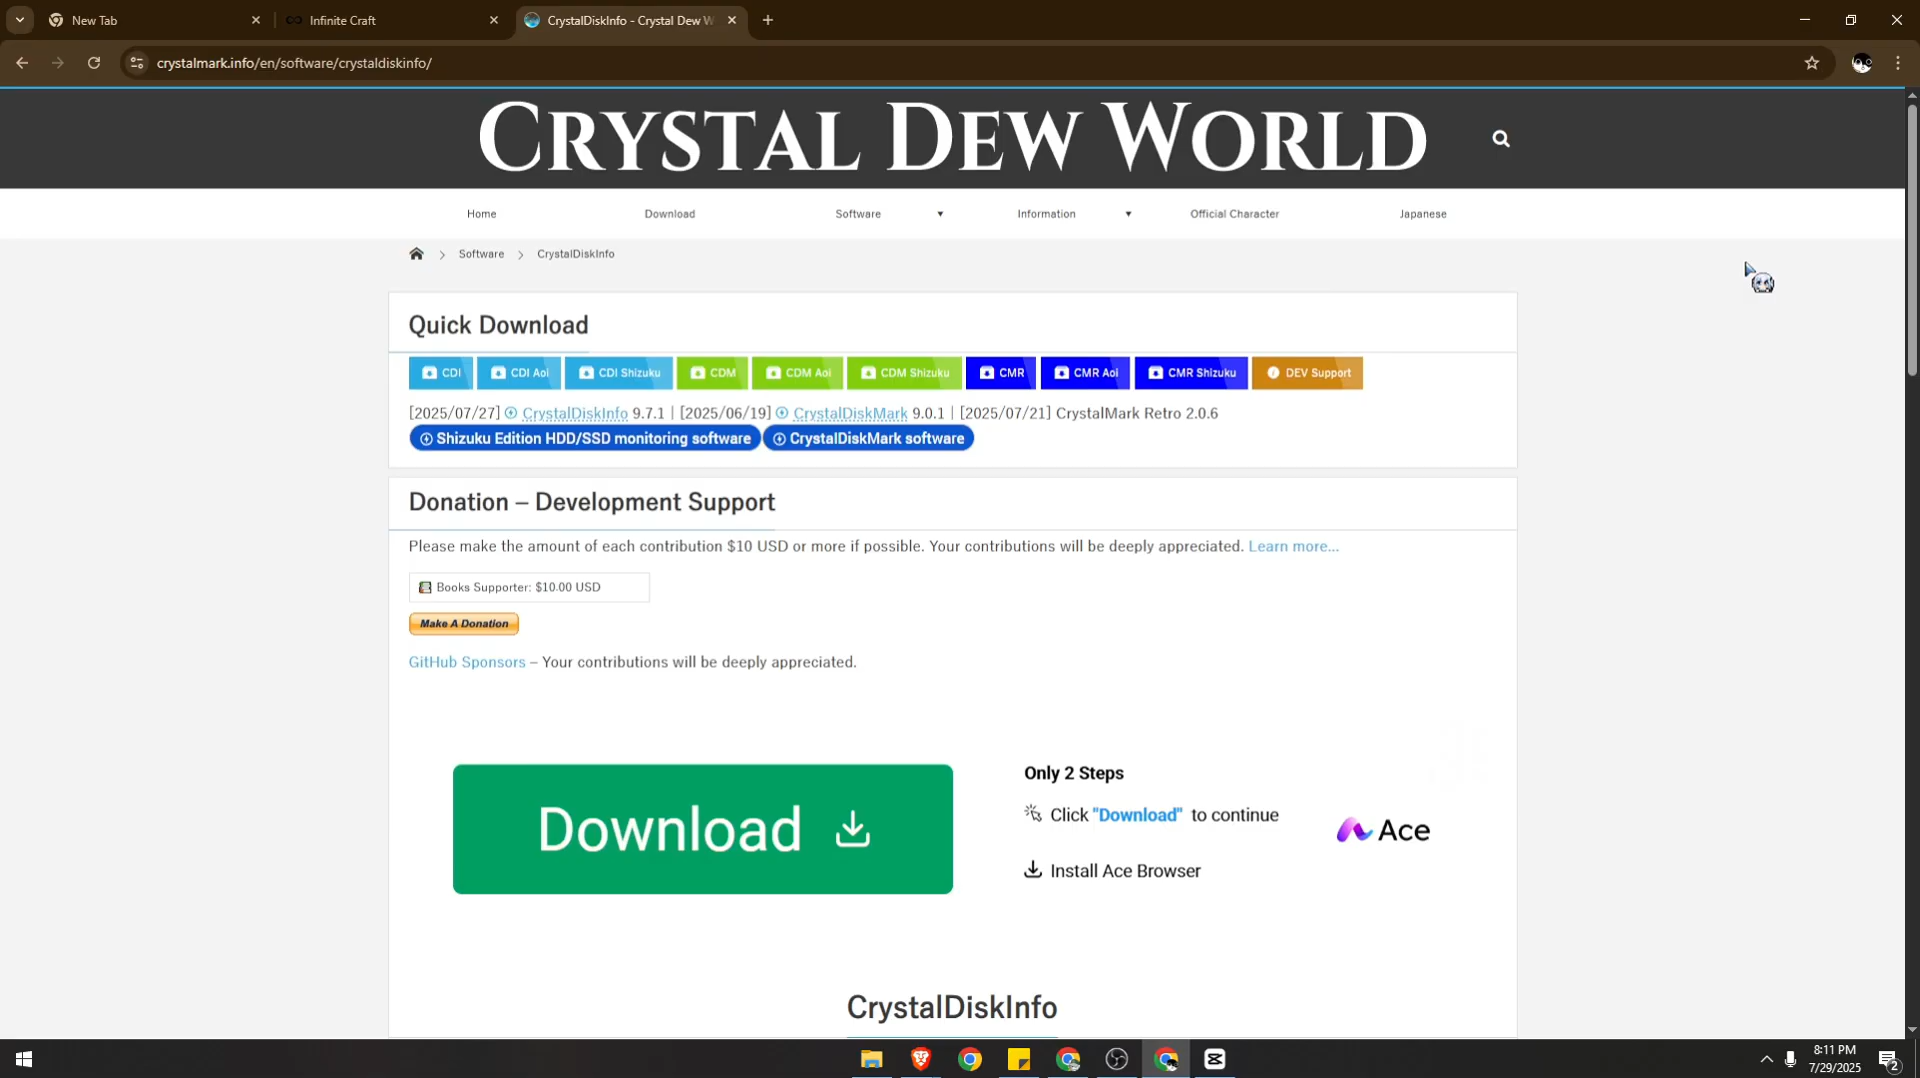 New Tab
Infinite Craft
CrystalDiskInfo - Crystal Dew W
crystalmark.info/en/software/crystaldiskinfo/
CRYSTAL DEW WORLD
Home
Download
Software
Information
Official Character
Japanese
Software
CrystalDiskInfo
Quick Download
CDI
CDI Aoi
CDI Shizuku
CDM
CDM Aoi
CDM Shizuku
CMR
CMR Aoi
CMR Shizuku
DEV Support
[2025/07/27] CrystalDiskInfo 9.7.1 | [2025/06/19] CrystalDiskMark 9.0.1 | [2025/07/21] CrystalMark Retro 2.0.6
Shizuku Edition HDD/SSD monitoring software
CrystalDiskMark software
Donation – Development Support
Please make the amount of each contribution $10 USD or more if possible. Your contributions will be deeply appreciated. Learn more...
Books Supporter: $10.00 USD
Make A Donation
GitHub Sponsors – Your contributions will be deeply appreciated.
Download
Only 2 Steps
Click "Download" to continue
Install Ace Browser
Ace
CrystalDiskInfo
8:11 PM
7/29/2025
2